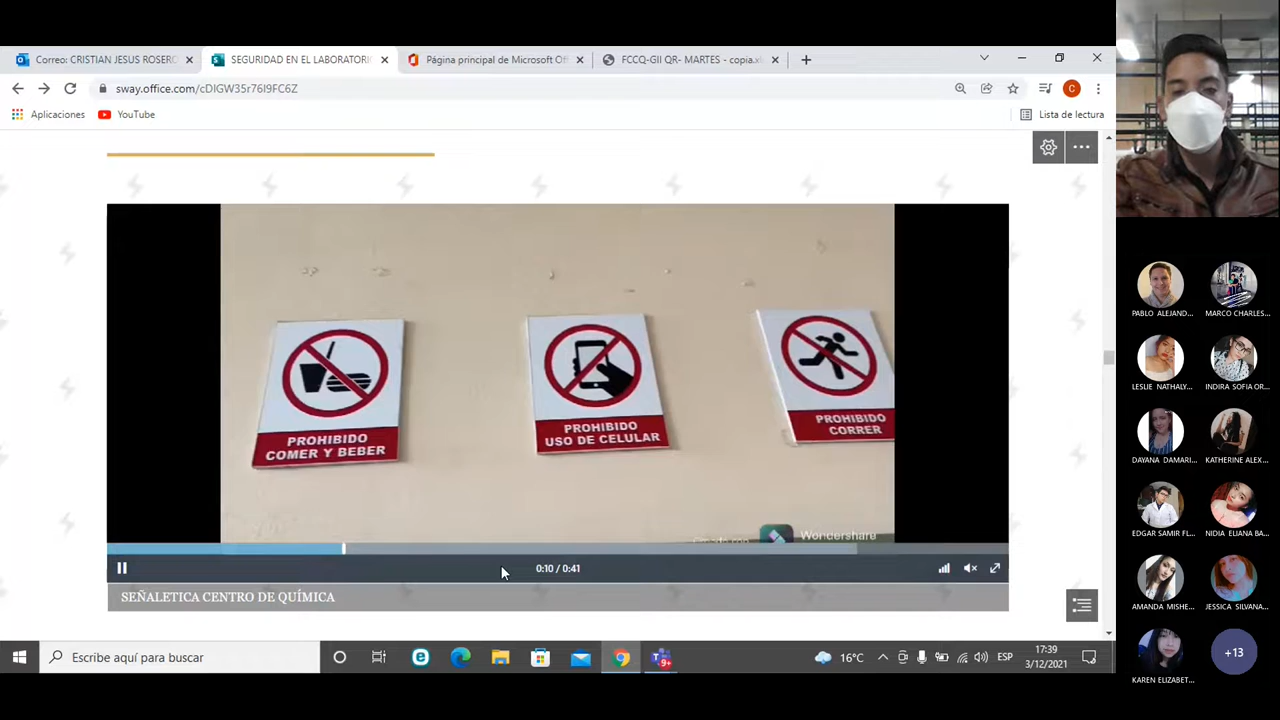 Correo: CRISTIAN JESUS ROSERO
SEGURIDAD EN EL LABORATORI
Página principal de Microsoft Of
FCCQ-GII QR- MARTES - copia.x
sway.office.com/cDIGW35r76I9FC6Z
C
Aplicaciones
YouTube
Lista de lectura
PROHIBIDO
COMER Y BEBER
PROHIBIDO
USO DE CELULAR
PROHIBIDO
CORRER
Wondershare
0:10 / 0:41
SEÑALETICA CENTRO DE QUÍMICA
Escribe aquí para buscar
9+
16°C
ESP
17:39
3/12/2021
PABLO ALEJAND...
MARCO CHARLES...
LESLIE NATHALY...
INDIRA SOFIA OR...
DAYANA DAMARI...
KATHERINE ALEX...
EDGAR SAMIR FL...
NIDIA ELIANA BA...
AMANDA MISHE...
JESSICA SILVANA...
KAREN ELIZABET...
+13